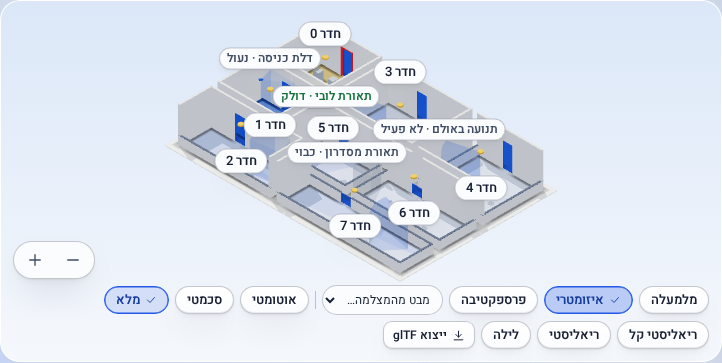 חדר 0
דלת כניסה · נעול
חדר 3
תאורת לובי · דולק
חדר 1
חדר 5
תנועה באולם · לא פעיל
תאורת מסדרון · כבוי
חדר 2
חדר 4
חדר 6
חדר 7
מלמעלה
איזומטרי
פרספקטיבה
מבט מהמצלמה...
אוטומטי
סכמטי
מלא
ריאליסטי קל
ריאליסטי
לילה
ייצוא glTF